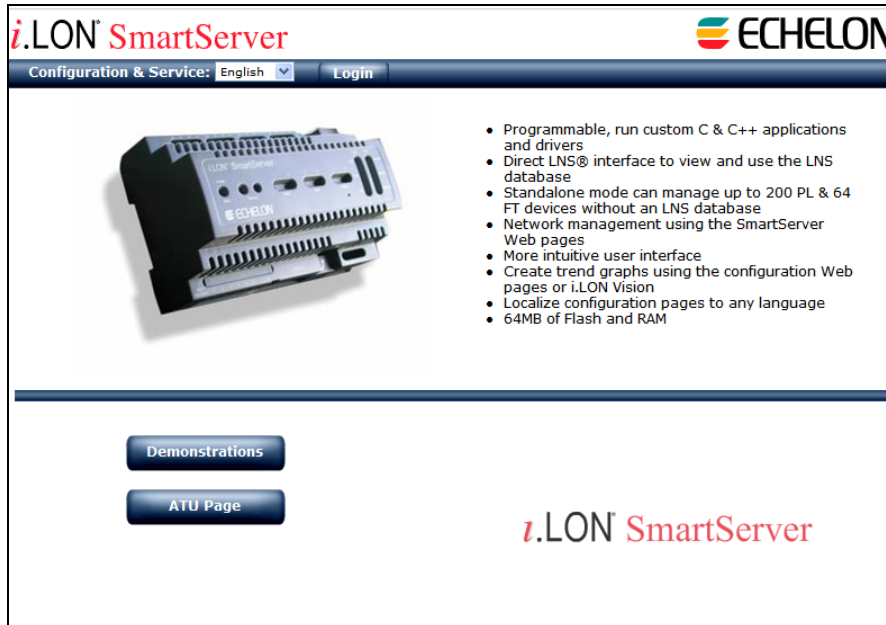 i.LON® SmartServer
ECHELON
Configuration & Service: English Login
i.LON® SmartServer
ECHELON
• Programmable, run custom C & C++ applications
and drivers
• Direct LNS® interface to view and use the LNS
database
• Standalone mode can manage up to 200 PL & 64
FT devices without an LNS database
• Network management using the SmartServer
Web pages
• More intuitive user interface
• Create trend graphs using the configuration Web
pages or i.LON Vision
• Localize configuration pages to any language
• 64MB of Flash and RAM
Demonstrations
ATU Page
i.LON® SmartServer